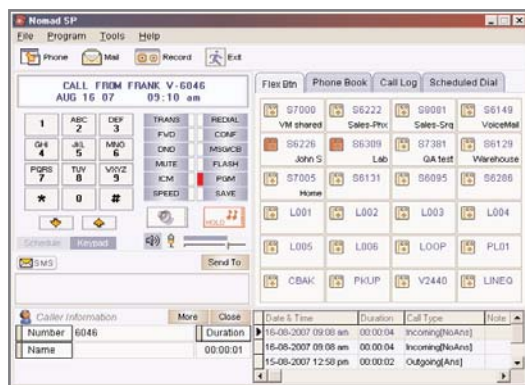 Nomad SP
File Program Tools Help
Phone Mail Record Exit
CALL FROM FRANK V-6046
AUG 16 07 09:10 am
1 ABC 2 DEF 3
GHI 4 JKL 5 MNO 6
PQRS 7 TUV 8 WXYZ 9
* 0 #
TRANS REDIAL
FWD CONF
DND MSG/CB
MUTE FLASH
ICM PGM
SPEED SAVE
HOLD
Schedule Keypad
SMS Send To
Caller Information More Close
Number 6046 Duration
Name 00:00:01
Flex Btn Phone Book Call Log Scheduled Dial
S7000 S6222 S9001 S6149
VM shared Sales-Phx Sales-Srq VoiceMail
S6226 S6309 S7381 S6129
John S Lab QA test Warehouse
S7005 S6131 S6095 S6286
Home
L001 L002 L003 L004
L005 L006 LOOP PL01
CBAK PKUP V2440 LINEQ
Date & Time Duration Call Type Note
16-08-2007 09:08 am 00:00:04 Incoming[NoAns]
16-08-2007 09:08 am 00:00:04 Incoming[NoAns]
15-08-2007 12:58 pm 00:00:02 Outgoing[Ans]